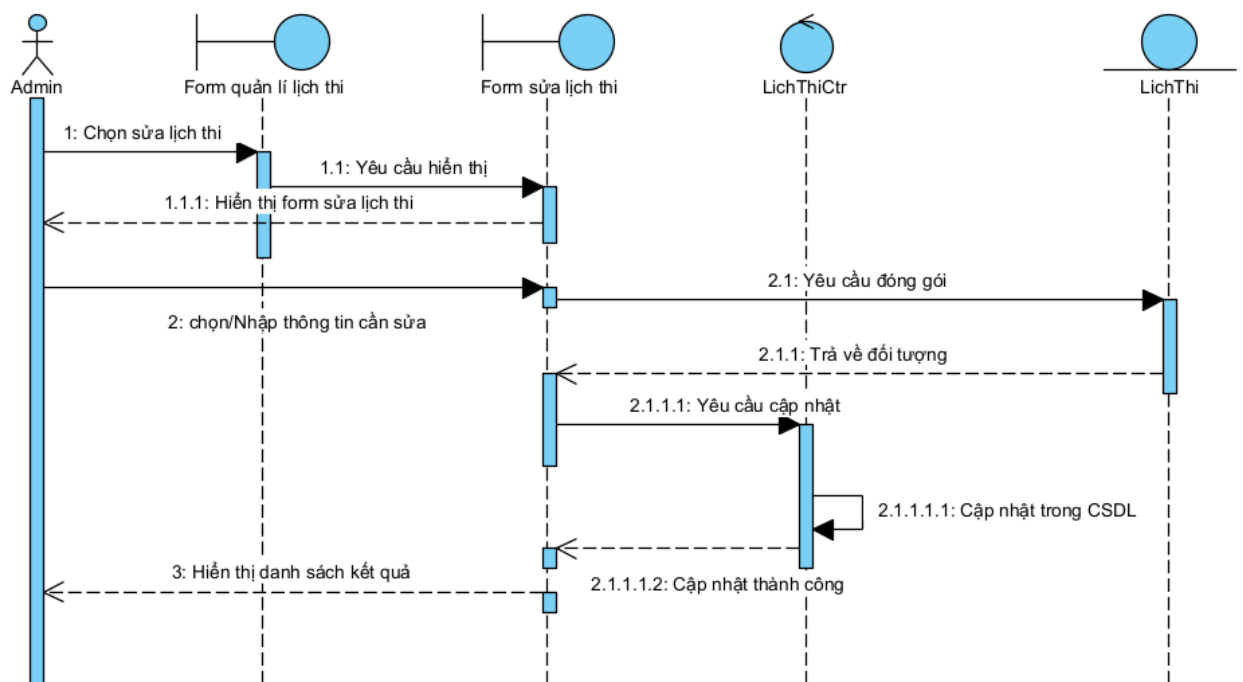 Admin
Form quản lí lịch thi
Form sửa lịch thi
LichThiCtr
LichThi
1: Chọn sửa lịch thi
1.1: Yêu cầu hiển thị
1.1.1: Hiển thị form sửa lịch thi
2.1: Yêu cầu đóng gói
2: chọn/Nhập thông tin cần sửa
2.1.1: Trả về đối tượng
2.1.1.1: Yêu cầu cập nhật
2.1.1.1.1: Cập nhật trong CSDL
3: Hiển thị danh sách kết quả
2.1.1.1.2: Cập nhật thành công